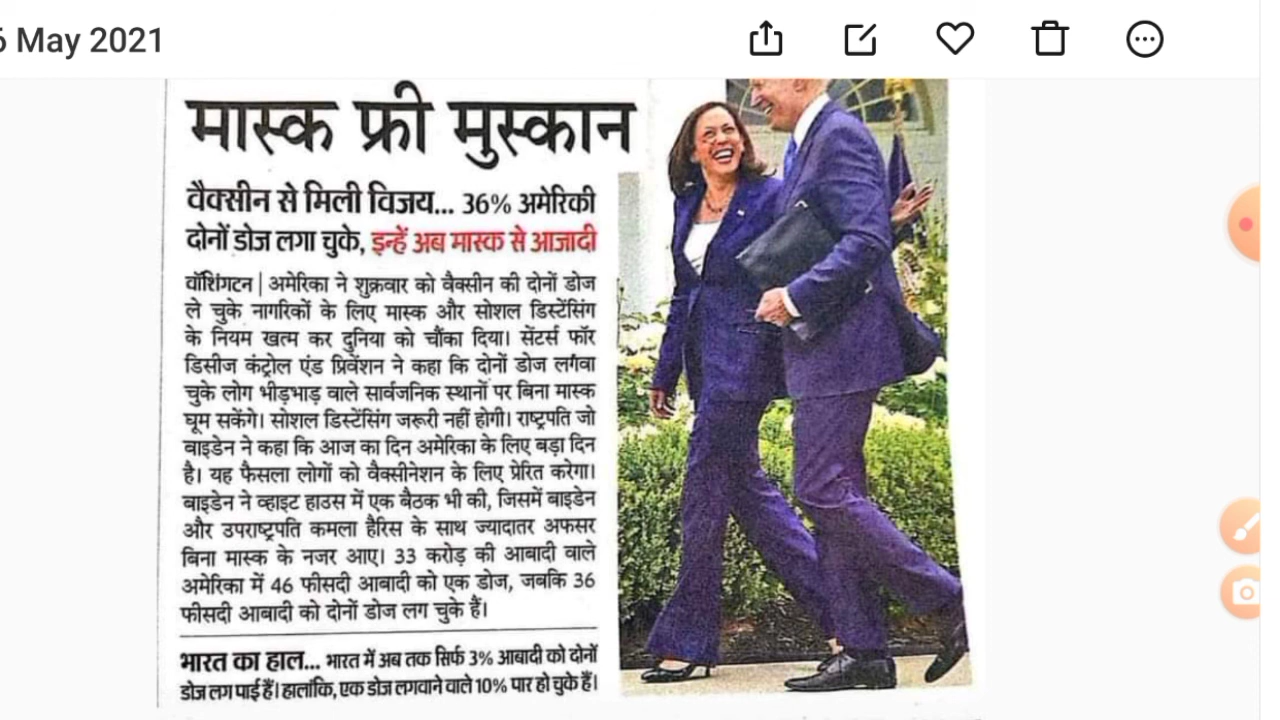 6 May 2021
मास्क फ्री मुस्कान
वैक्सीन से मिली विजय... 36% अमेरिकी
दोनों डोज लगा चुके, इन्हें अब मास्क से आजादी
वॉशिंगटन | अमेरिका ने शुक्रवार को वैक्सीन की दोनों डोज
ले चुके नागरिकों के लिए मास्क और सोशल डिस्टेंसिंग
के नियम खत्म कर दुनिया को चौंका दिया। सेंटर्स फॉर
डिसीज कंट्रोल एंड प्रिवेंशन ने कहा कि दोनों डोज लगवा
चुके लोग भीड़भाड़ वाले सार्वजनिक स्थानों पर बिना मास्क
घूम सकेंगे। सोशल डिस्टेंसिंग जरूरी नहीं होगी। राष्ट्रपति जो
बाइडेन ने कहा कि आज का दिन अमेरिका के लिए बड़ा दिन
है। यह फैसला लोगों को वैक्सीनेशन के लिए प्रेरित करेगा।
बाइडेन ने व्हाइट हाउस में एक बैठक भी की, जिसमें बाइडेन
और उपराष्ट्रपति कमला हैरिस के साथ ज्यादातर अफसर
बिना मास्क के नजर आए। 33 करोड़ की आबादी वाले
अमेरिका में 46 फीसदी आबादी को एक डोज, जबकि 36
फीसदी आबादी को दोनों डोज लग चुके हैं।
भारत का हाल... भारत में अब तक सिर्फ 3% आबादी को दोनों
डोज लग पाई हैं। हालांकि, एक डोज लगवाने वाले 10% पार हो चुके हैं।